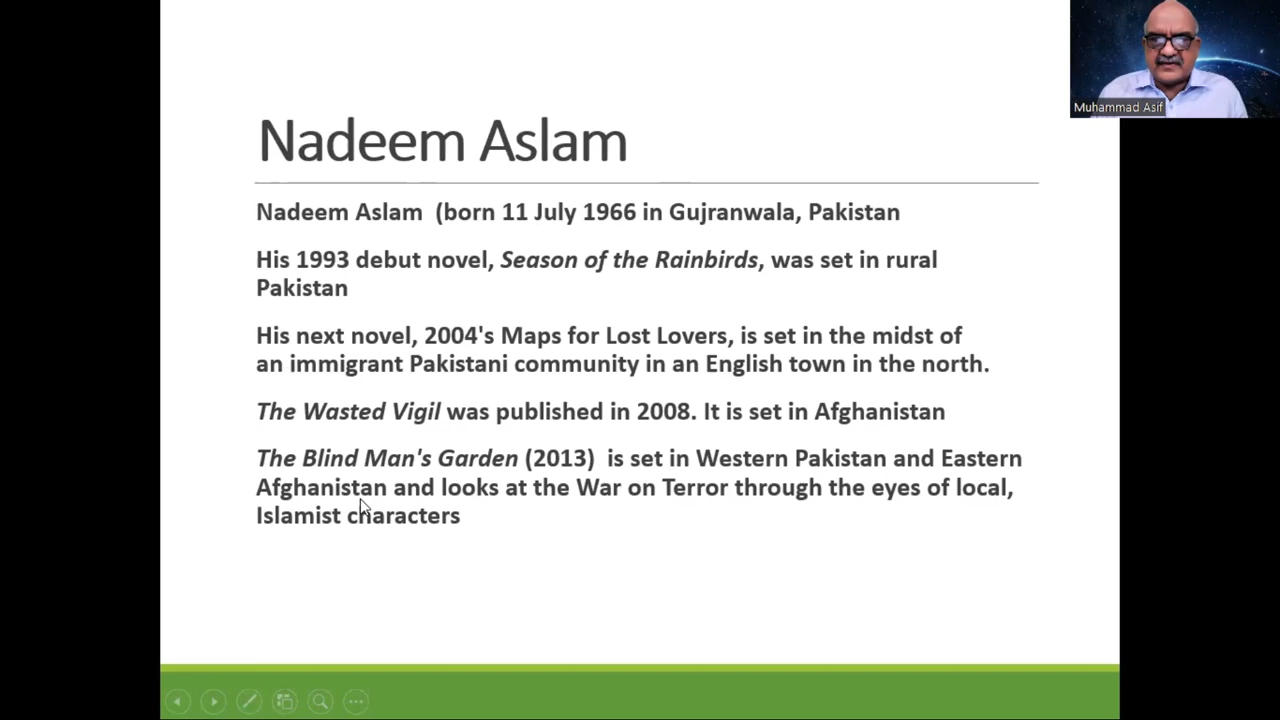 Muhammad Asif
Nadeem Aslam
Nadeem Aslam  (born 11 July 1966 in Gujranwala, Pakistan
His 1993 debut novel, Season of the Rainbirds, was set in rural
Pakistan
His next novel, 2004's Maps for Lost Lovers, is set in the midst of
an immigrant Pakistani community in an English town in the north.
The Wasted Vigil was published in 2008. It is set in Afghanistan
The Blind Man's Garden (2013)  is set in Western Pakistan and Eastern
Afghanistan and looks at the War on Terror through the eyes of local,
Islamist characters